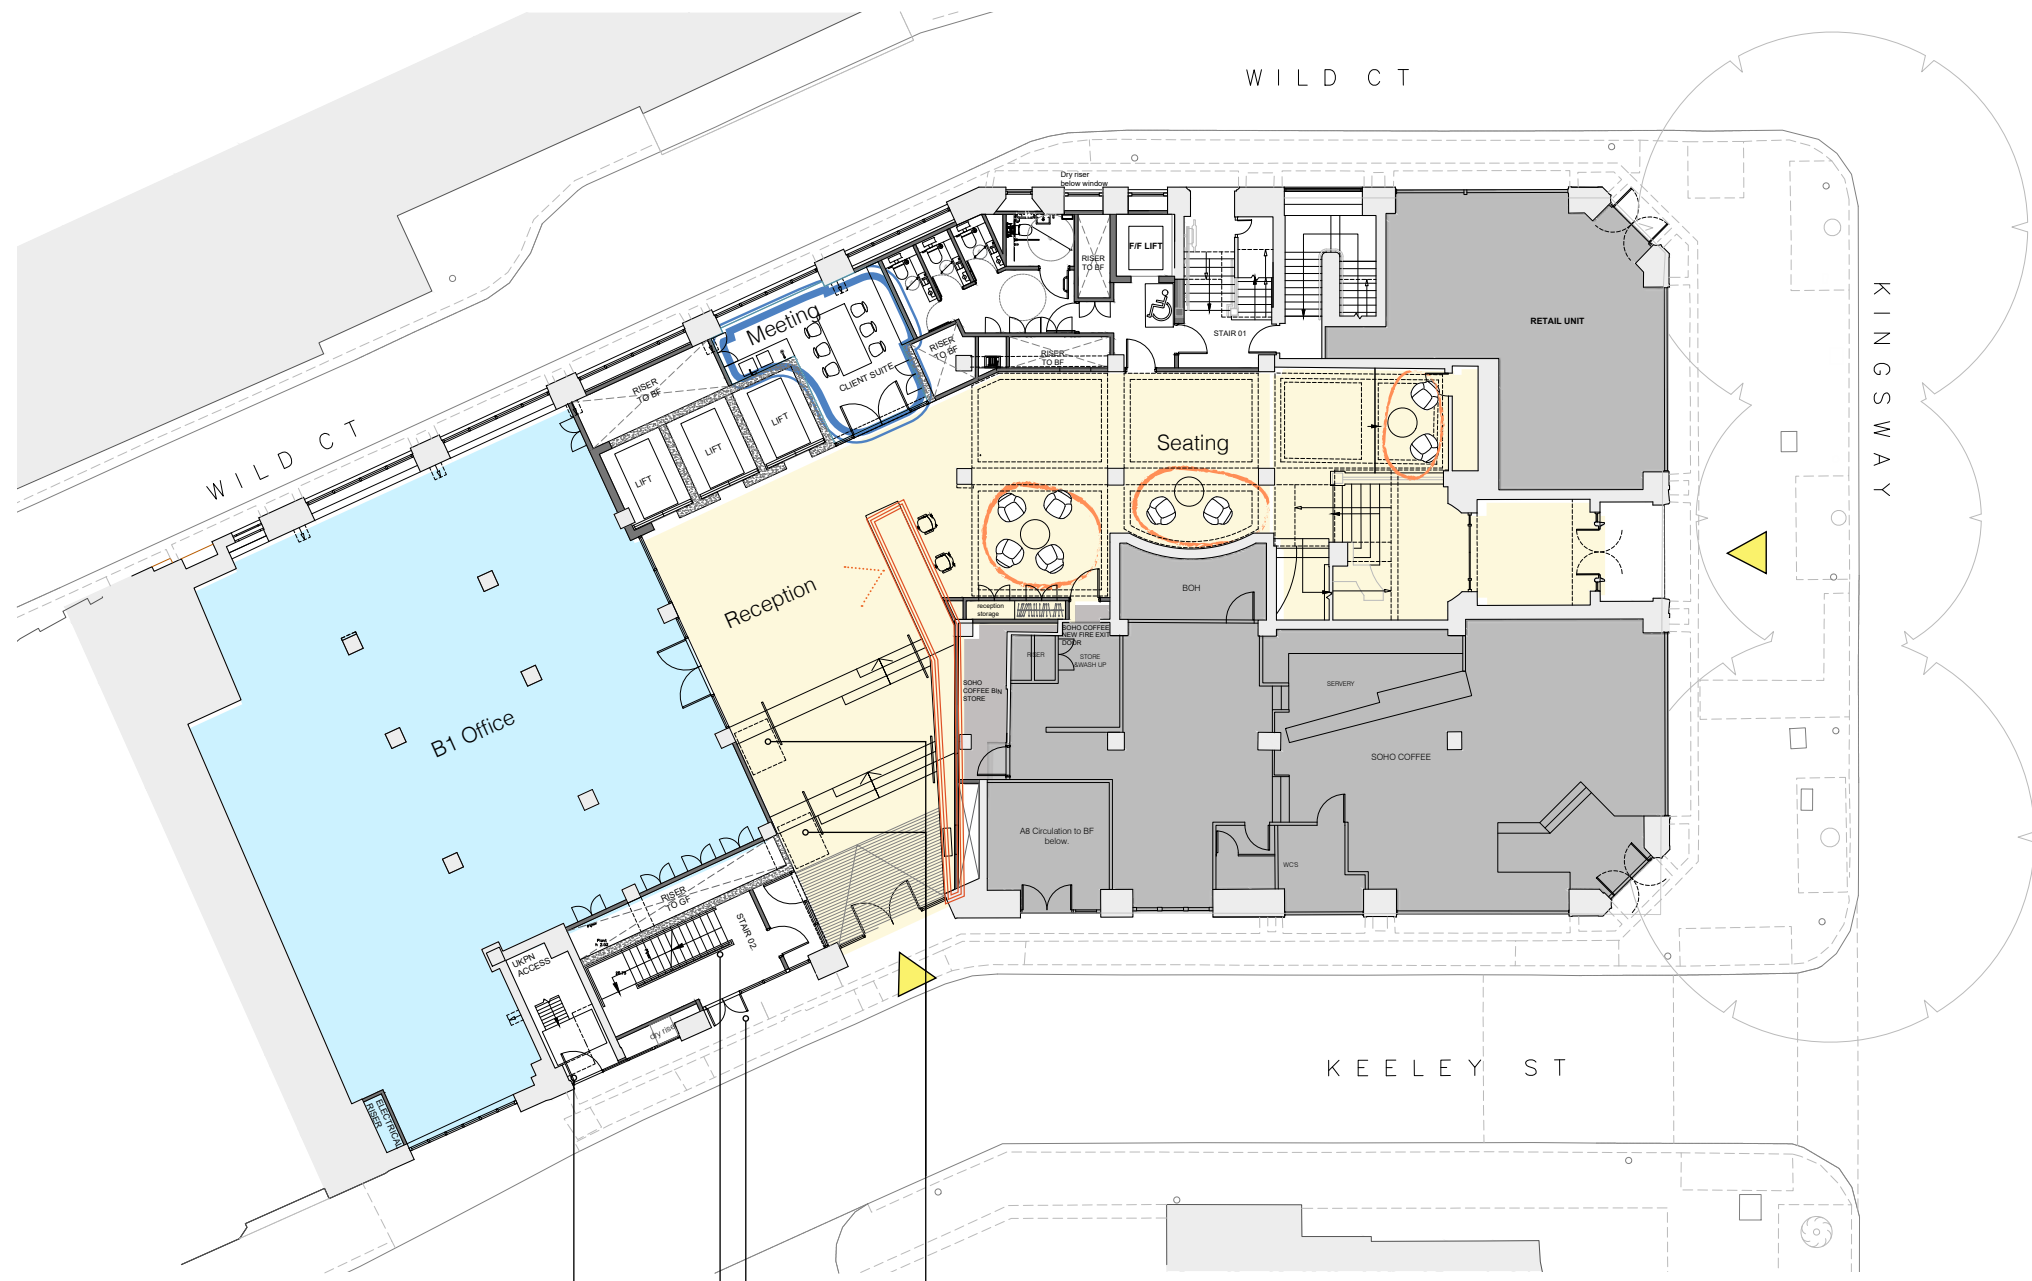 WILD CT
KINGSWAY
WILD CT
KEELEY ST
Dry riser
below window
F/F LIFT
RISER
TO BF
RETAIL UNIT
STAIR 01
Meeting
CLIENT SUITE
RISER
TO BF
RISER
TO BF
RISER
TO BF
LIFT
LIFT
LIFT
Seating
Reception
BOH
reception
storage
SOHO COFFEE
NEW FIRE EXIT
DOOR
RISER
STORE
&WASH UP
SOHO
COFFEE BIN
STORE
SERVERY
SOHO COFFEE
B1 Office
A8 Circulation to BF
below.
WCS
RISER
TO GF
STAIR 02
UKPN
ACCESS
dry riser
ELECTRICAL
RISER